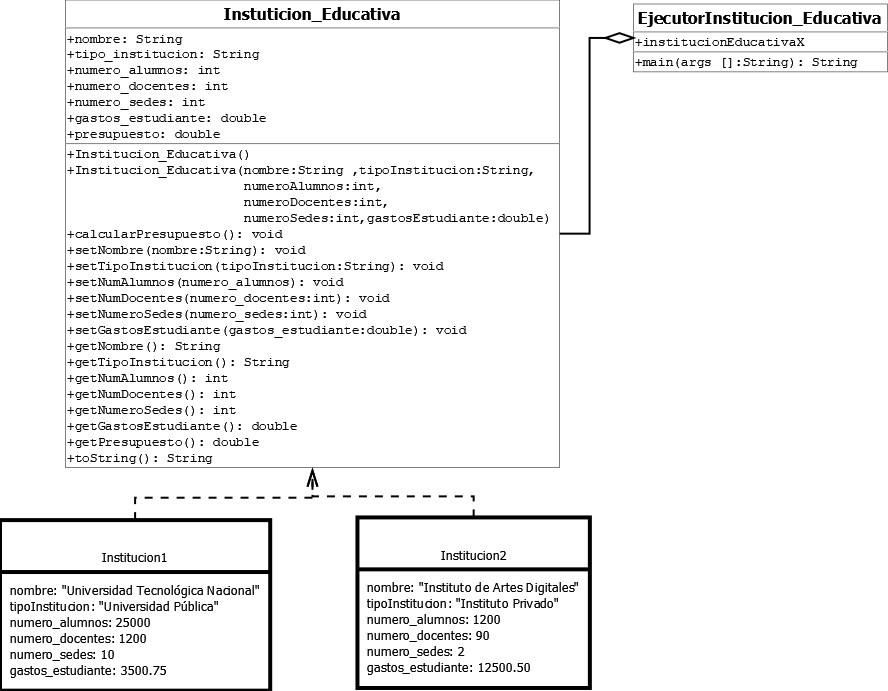 Instuticion_Educativa
+nombre: String
+tipo_institucion: String
+numero_alumnos: int
+numero_docentes: int
+numero_sedes: int
+gastos_estudiante: double
+presupuesto: double
+Institucion_Educativa()
+Institucion_Educativa(nombre:String ,tipoInstitucion:String,
numeroAlumnos:int,
numeroDocentes:int,
numeroSedes:int,gastosEstudiante:double)
+calcularPresupuesto(): void
+setNombre(nombre:String): void
+setTipoInstitucion(tipoInstitucion:String): void
+setNumAlumnos(numero_alumnos): void
+setNumDocentes(numero_docentes:int): void
+setNumeroSedes(numero_sedes:int): void
+setGastosEstudiante(gastos_estudiante:double): void
+getNombre(): String
+getTipoInstitucion(): String
+getNumAlumnos(): int
+getNumDocentes(): int
+getNumeroSedes(): int
+getGastosEstudiante(): double
+getPresupuesto(): double
+toString(): String
EjecutorInstitucion_Educativa
+institucionEducativaX
+main(args []:String): String
Institucion1
nombre: "Universidad Tecnológica Nacional"
tipoInstitucion: "Universidad Pública"
numero_alumnos: 25000
numero_docentes: 1200
numero_sedes: 10
gastos_estudiante: 3500.75
Institucion2
nombre: "Instituto de Artes Digitales"
tipoInstitucion: "Instituto Privado"
numero_alumnos: 1200
numero_docentes: 90
numero_sedes: 2
gastos_estudiante: 12500.50